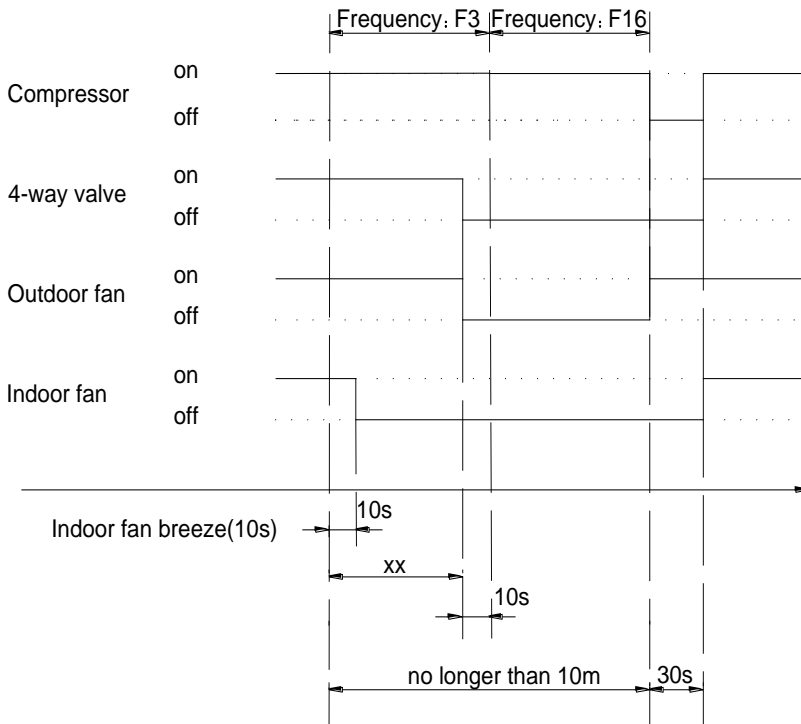 Frequency: F3 Frequency: F16
on
Compressor
off
on
4-way valve
off
on
Outdoor fan
off
on
Indoor fan
off
10s
Indoor fan breeze(10s)
xx
10s
no longer than 10m 30s